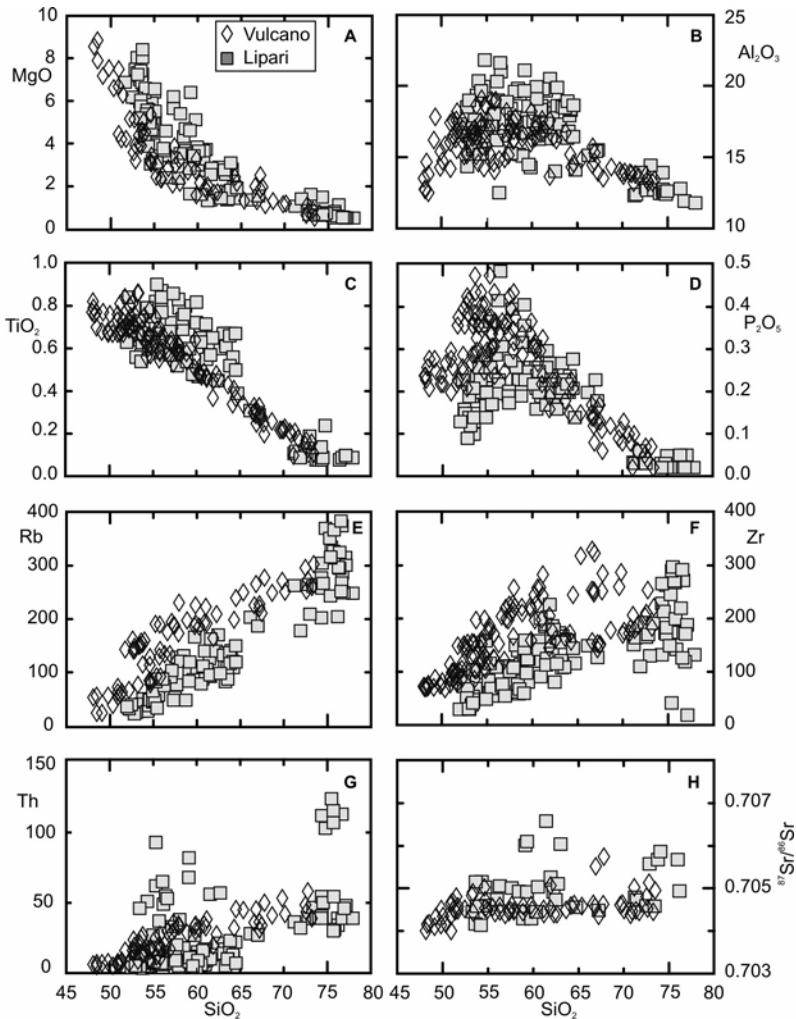 Vulcano
Lipari
A
MgO
10
8
6
4
2
0
B
Al₂O₃
25
20
15
10
C
TiO₂
1.0
0.8
0.6
0.4
0.2
0.0
D
P₂O₅
0.5
0.4
0.3
0.2
0.1
0.0
E
Rb
400
300
200
100
0
F
Zr
400
300
200
100
0
G
Th
150
100
50
0
H
⁸⁷Sr/⁸⁶Sr
0.707
0.705
0.703
45 50 55 60 65 70 75 80
SiO₂
45 50 55 60 65 70 75 80
SiO₂